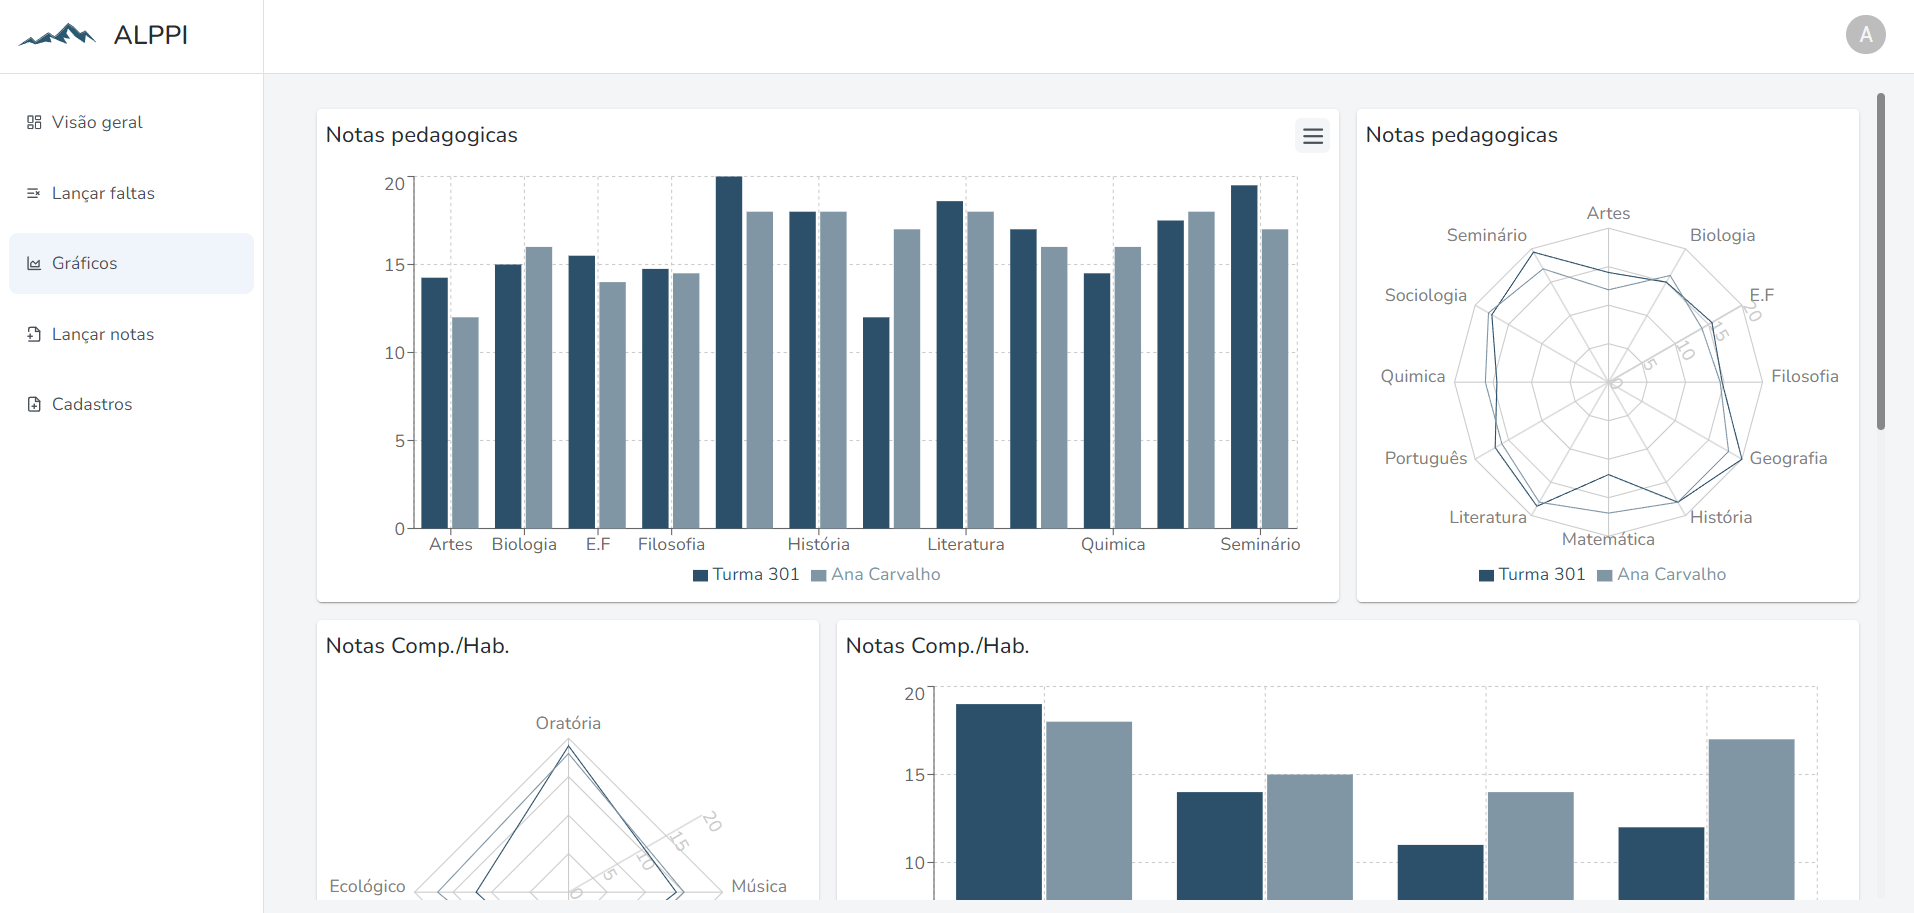 ALPPI
A
Visão geral
Lançar faltas
Gráficos
Lançar notas
Cadastros
Notas pedagogicas
20
15
10
5
0
Artes Biologia E.F Filosofia História Literatura Quimica Seminário
Turma 301 Ana Carvalho
Notas pedagogicas
Artes
Seminário Biologia
Sociologia E.F
20
15
10
5
0
Quimica Filosofia
Português Geografia
Literatura História
Matemática
Turma 301 Ana Carvalho
Notas Comp./Hab.
Oratória
20
15
10
5
0
Ecológico Música
Notas Comp./Hab.
20
15
10